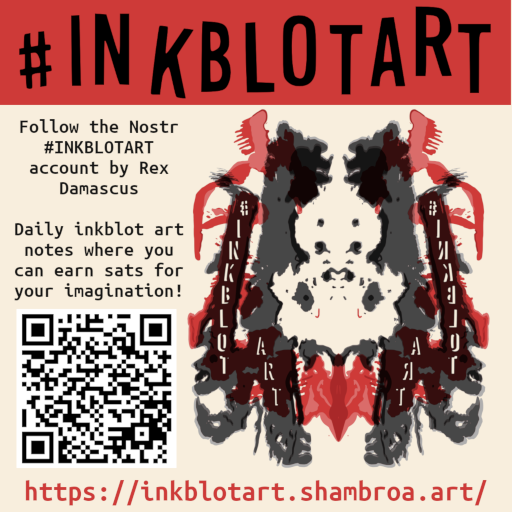 #INKBLOTART
Follow the Nostr
#INKBLOTART
account by Rex
Damascus
Daily inkblot art
notes where you
can earn sats for
your imagination!
#INKBLOT
ART
#INKBLOT
ART
https://inkblotart.shambroa.art/